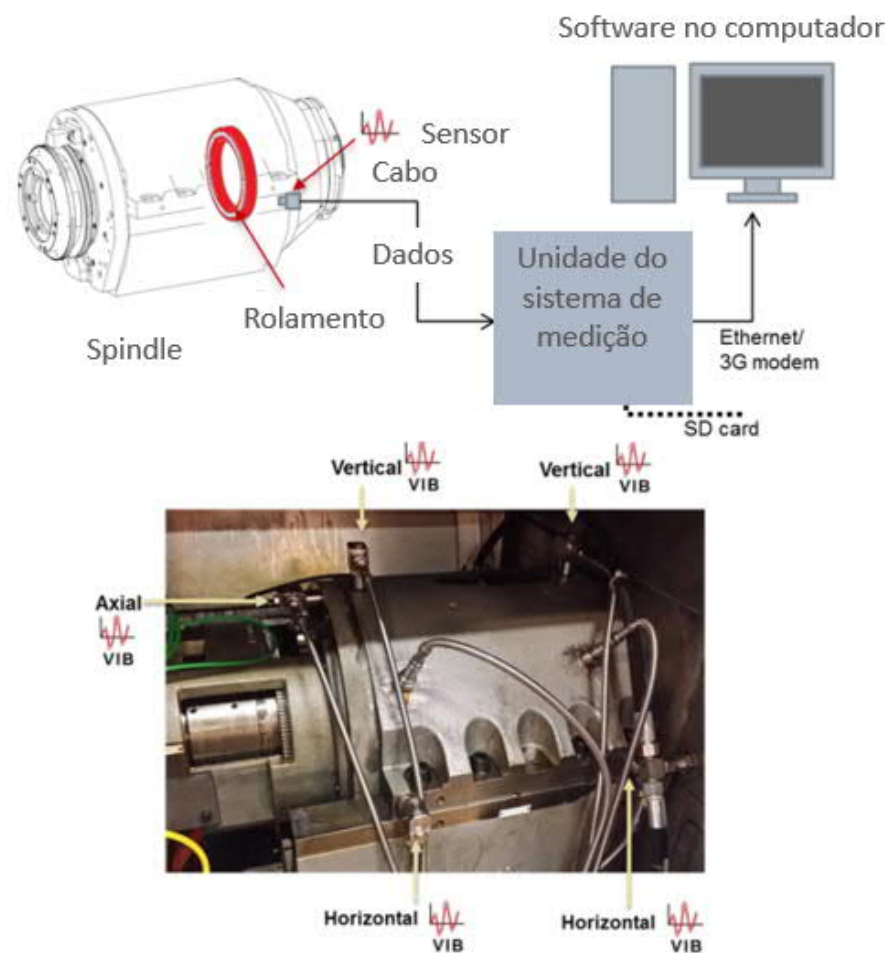 Software no computador
Sensor
Cabo
Dados
Rolamento
Spindle
Unidade do
sistema de
medição
Ethernet/
3G modem
SD card
Vertical
VIB
Vertical
VIB
Axial
VIB
Horizontal
VIB
Horizontal
VIB